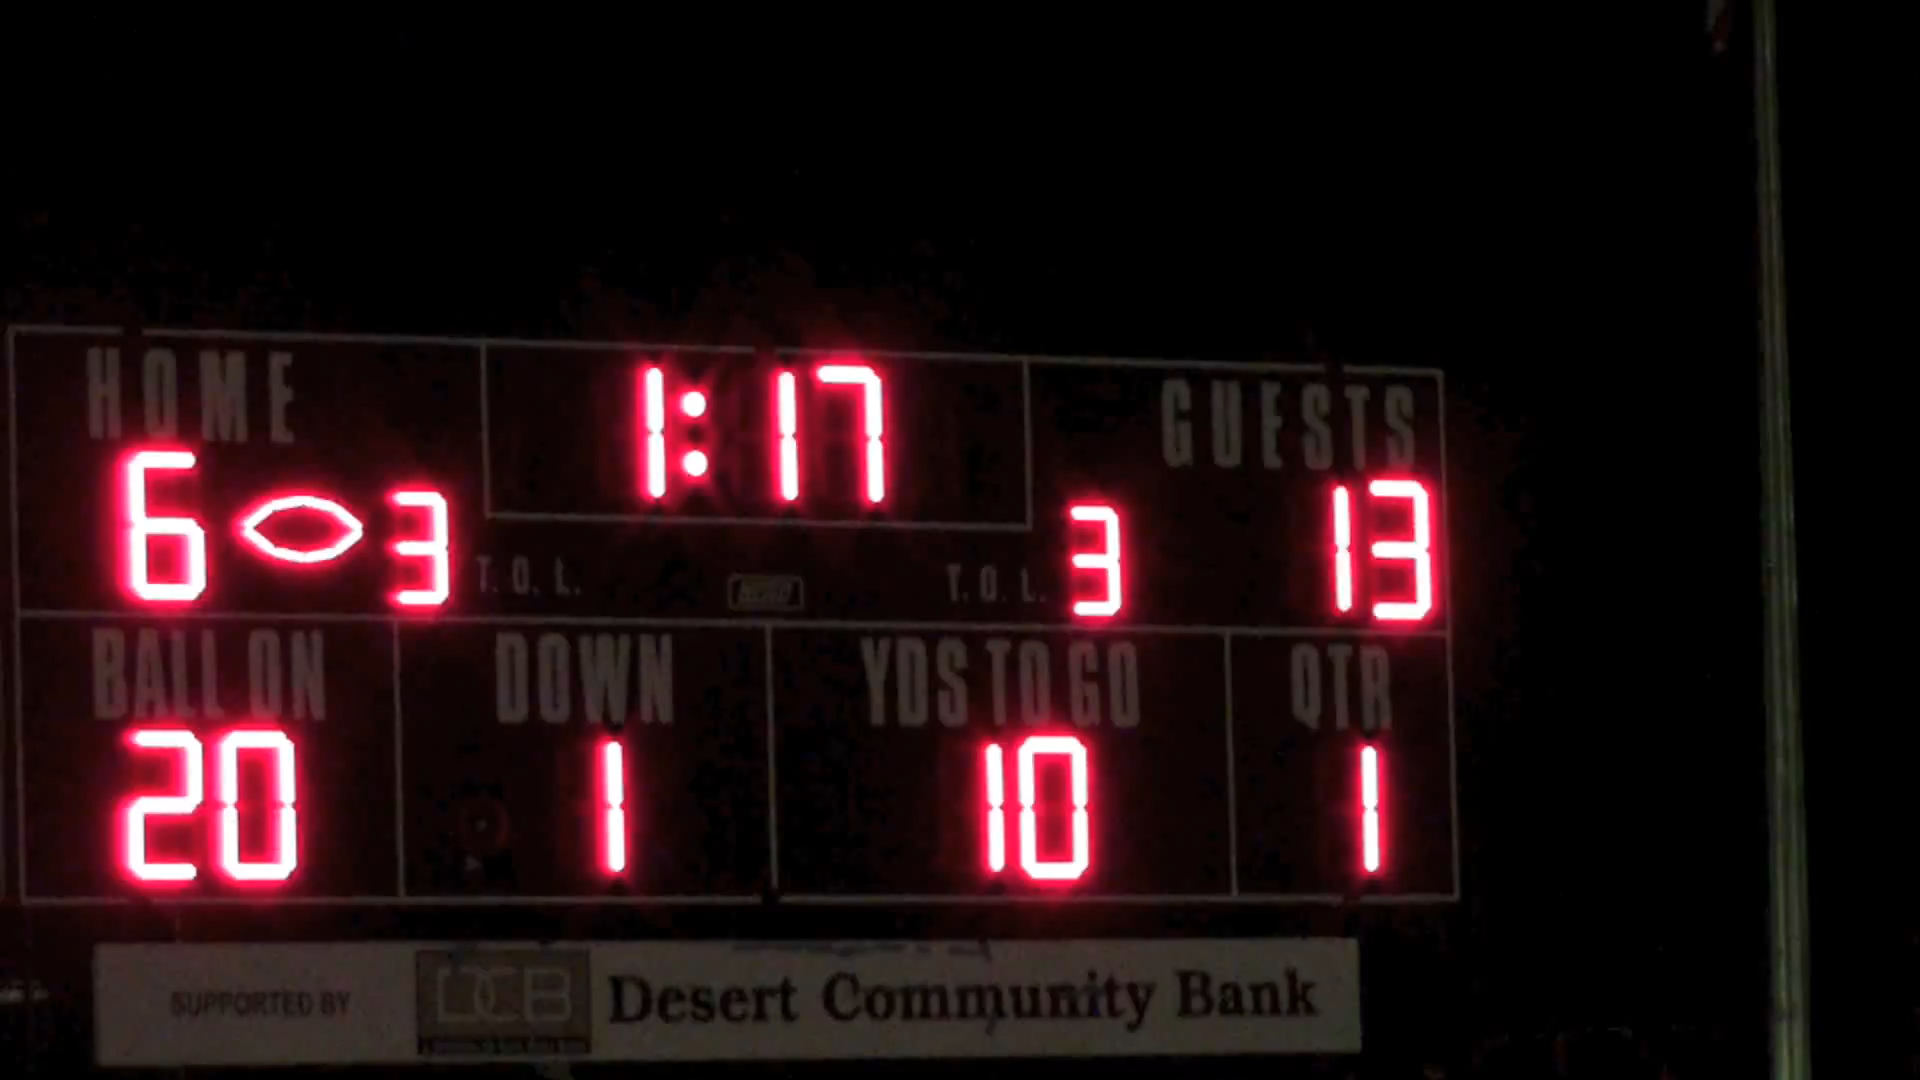 HOME 1:17 GUESTS
6 3 T.O.L. T.O.L. 3 13
BALL ON DOWN YDS TO GO QTR
20 1 10 1
SUPPORTED BY DCB Desert Community Bank